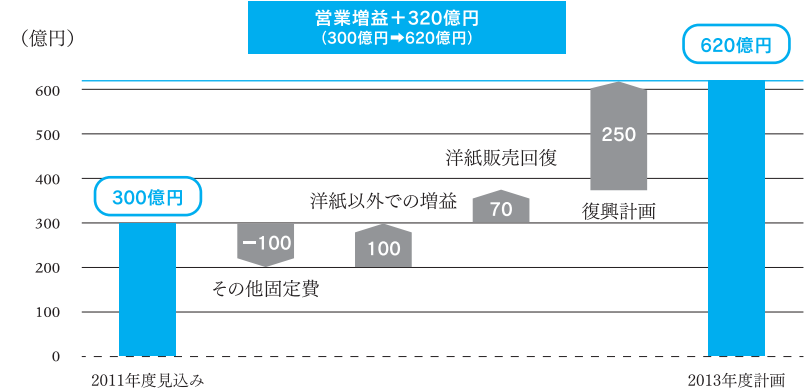 営業増益＋320億円
（300億円➡620億円）
（億円）
620億円
600
500
400
300
200
100
0
300億円
−100
その他固定費
洋紙以外での増益
100
洋紙販売回復
70
250
復興計画
2011年度見込み
2013年度計画